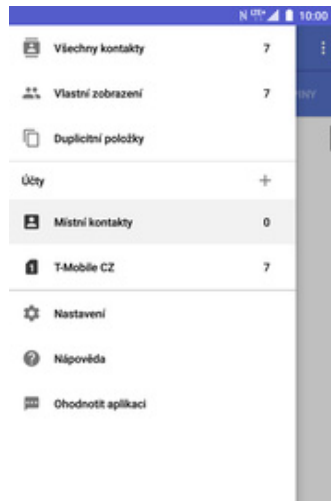 10:00
Všechny kontakty 7
Vlastní zobrazení 7
Duplicitní položky
Účty
Místní kontakty 0
T-Mobile CZ 7
Nastavení
Nápověda
Ohodnotit aplikaci